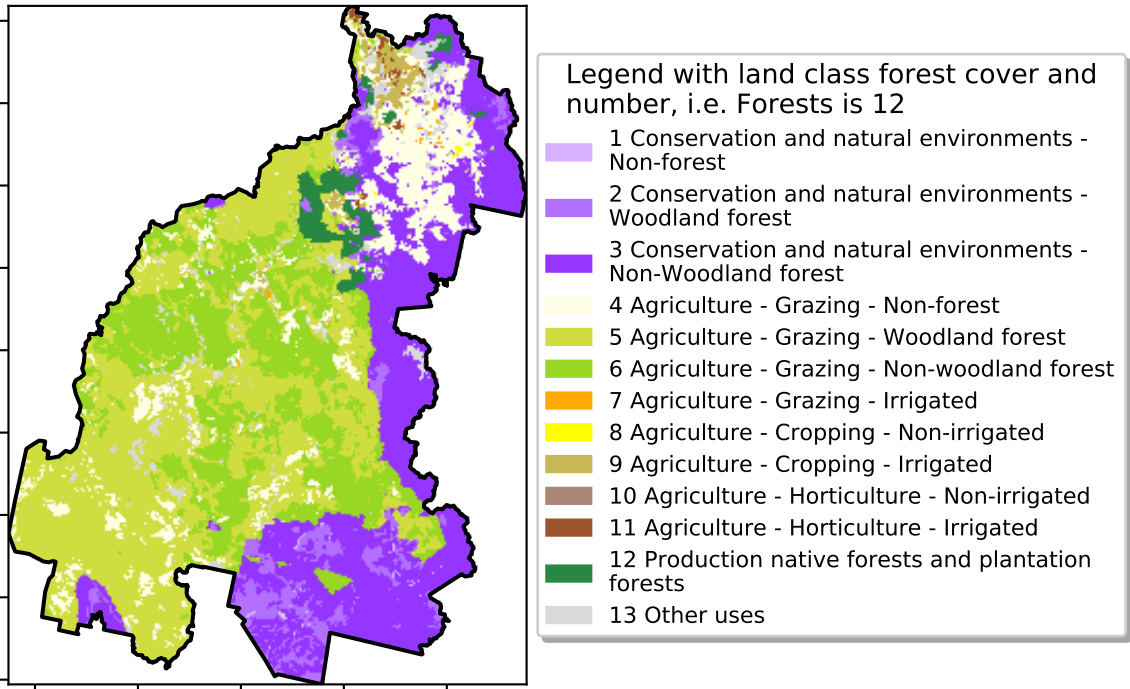 Legend with land class forest cover and
number, i.e. Forests is 12
1 Conservation and natural environments -
Non-forest
2 Conservation and natural environments -
Woodland forest
3 Conservation and natural environments -
Non-Woodland forest
4 Agriculture - Grazing - Non-forest
5 Agriculture - Grazing - Woodland forest
6 Agriculture - Grazing - Non-woodland forest
7 Agriculture - Grazing - Irrigated
8 Agriculture - Cropping - Non-irrigated
9 Agriculture - Cropping - Irrigated
10 Agriculture - Horticulture - Non-irrigated
11 Agriculture - Horticulture - Irrigated
12 Production native forests and plantation
forests
13 Other uses